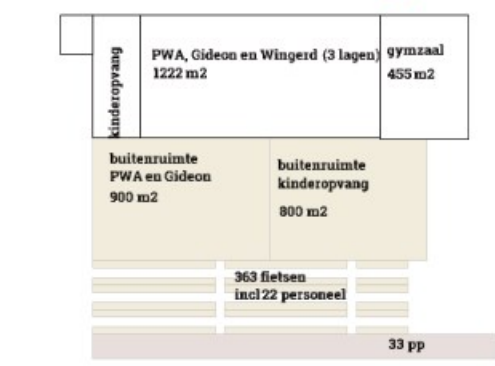 kinderopvang
PWA, Gideon en Wingerd (3 lagen)
1222 m2
gymzaal
455 m2
buitenruimte
PWA en Gideon
900 m2
buitenruimte
kinderopvang
800 m2
363 fietsen
incl 22 personeel
33 pp